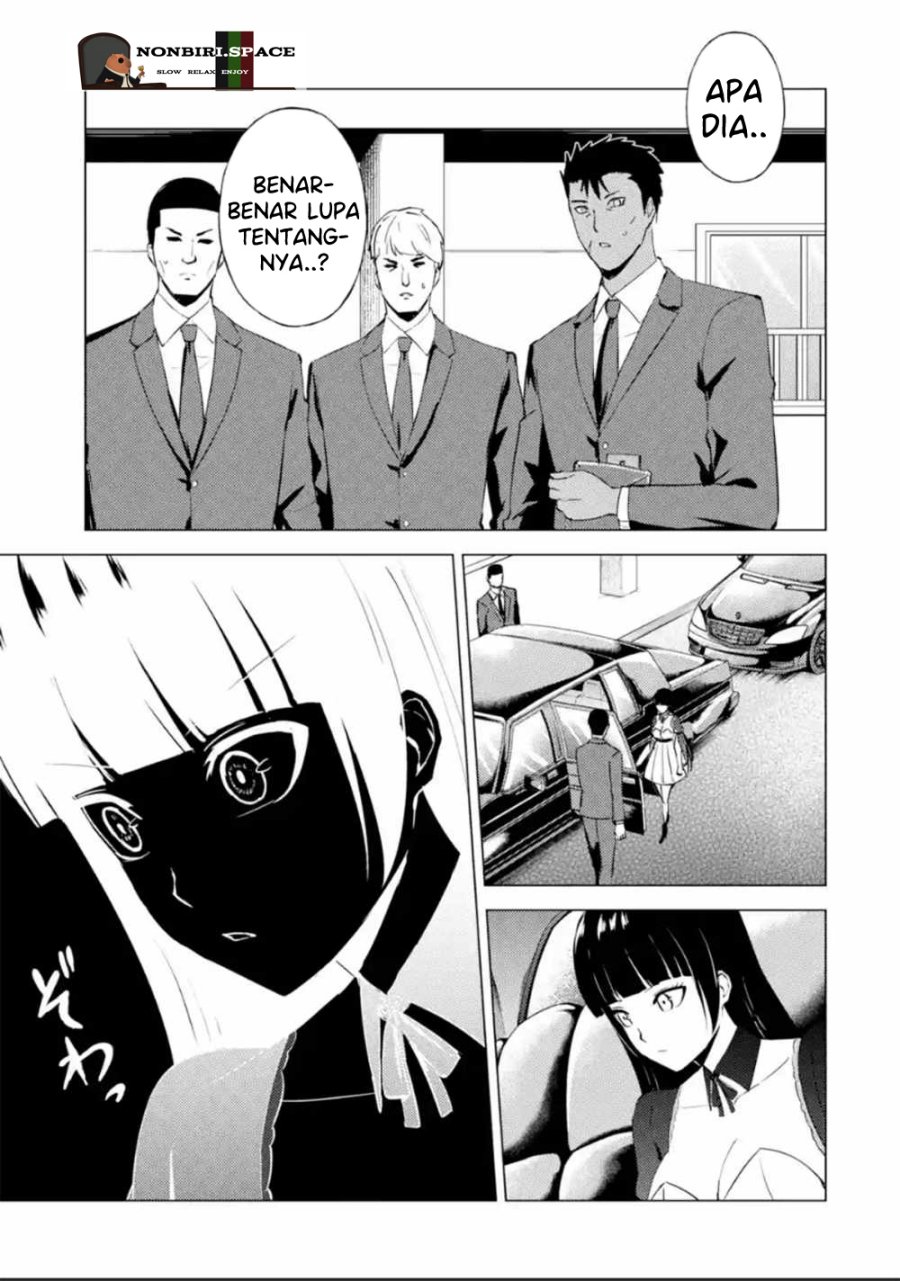 NONBIRI.SPACE
SLOW RELAX ENJOY
APA
DIA..
BENAR-
BENAR LUPA
TENTANG-
NYA..?
ぞわっ